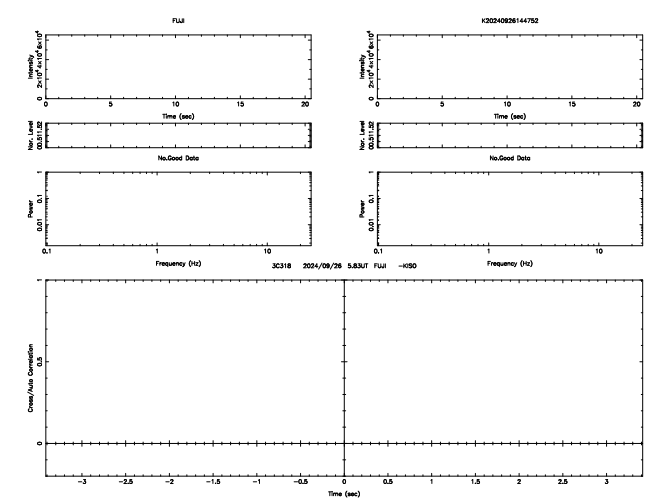 FUJI
K20240926144752
Intensity
0 2×10⁴ 4×10⁴ 6×10⁴
0 5 10 15 20
Time (sec)
Intensity
0 2×10⁴ 4×10⁴ 6×10⁴
0 5 10 15 20
Time (sec)
Nor. Level
00.511.52
Nor. Level
00.511.52
No.Good Data
No.Good Data
Power
1
0.1
0.01
0.1 1 10
Frequency (Hz)
Power
1
0.1
0.01
0.1 1 10
Frequency (Hz)
3C318 2024/09/26 5.83UT FUJI -KISO
Cross/Auto Correlation
1
0.5
0
-3 -2.5 -2 -1.5 -1 -0.5 0 0.5 1 1.5 2 2.5 3
Time (sec)